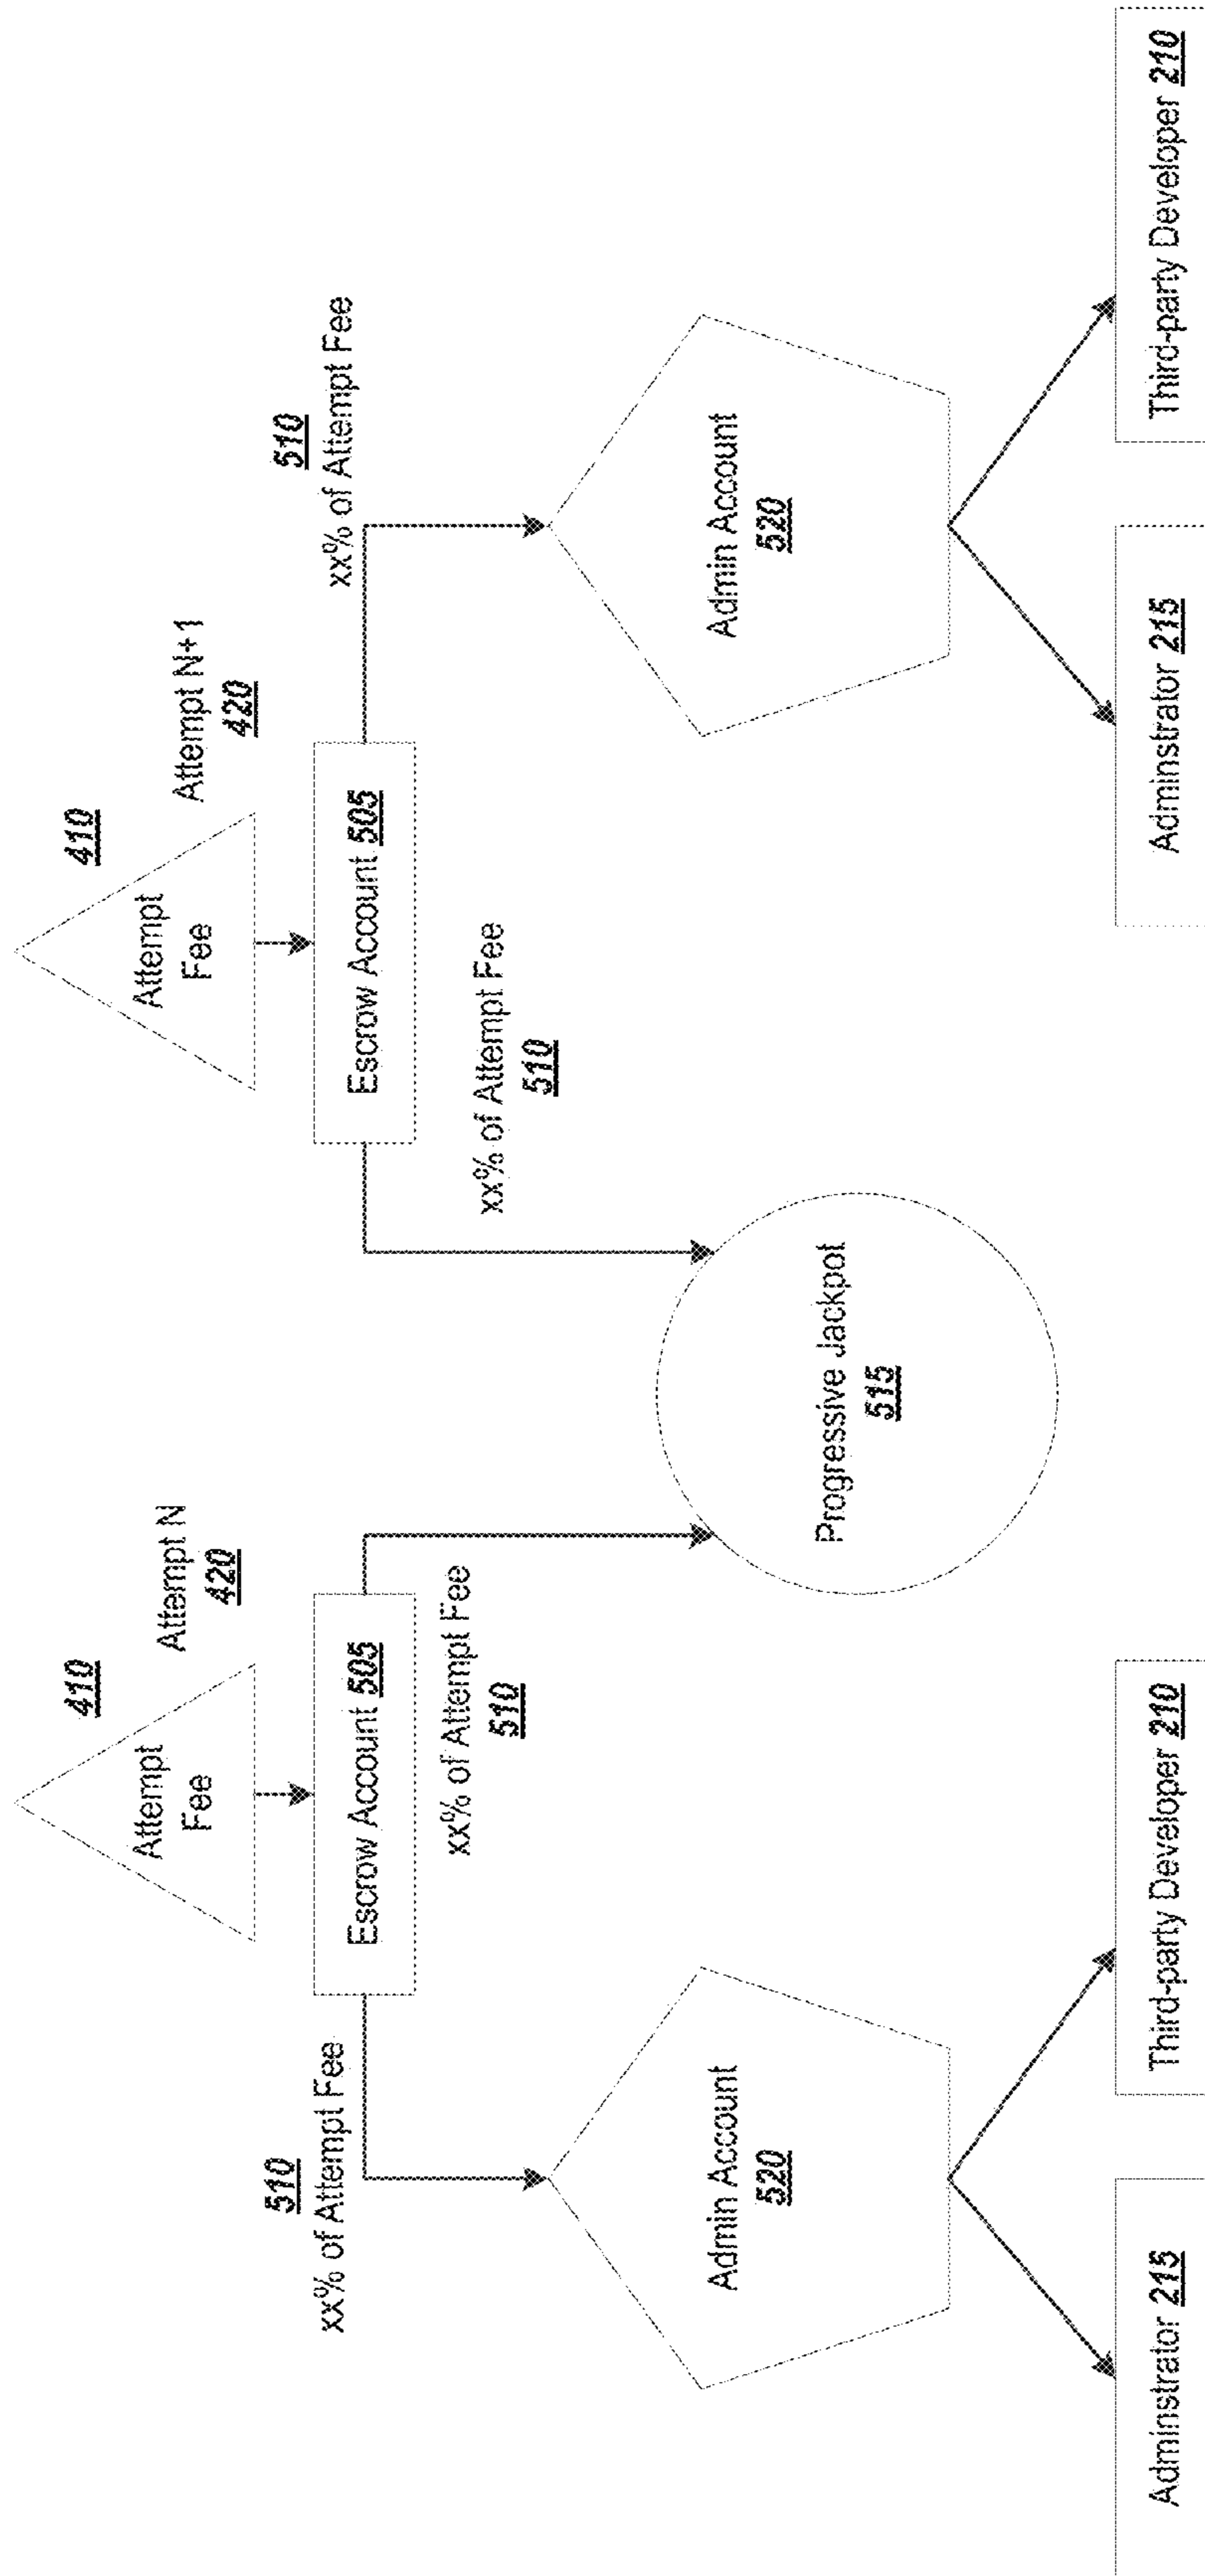 410
Attempt
Fee
Attempt N
420
Escrow Account 505
510
xx% of Attempt Fee
xx% of Attempt Fee
510
Admin Account
520
Adminstrator 215
Third-party Developer 210
Progressive Jackpot
515
410
Attempt
Fee
Attempt N+1
420
Escrow Account 505
xx% of Attempt Fee
510
510
xx% of Attempt Fee
Admin Account
520
Adminstrator 215
Third-party Developer 210